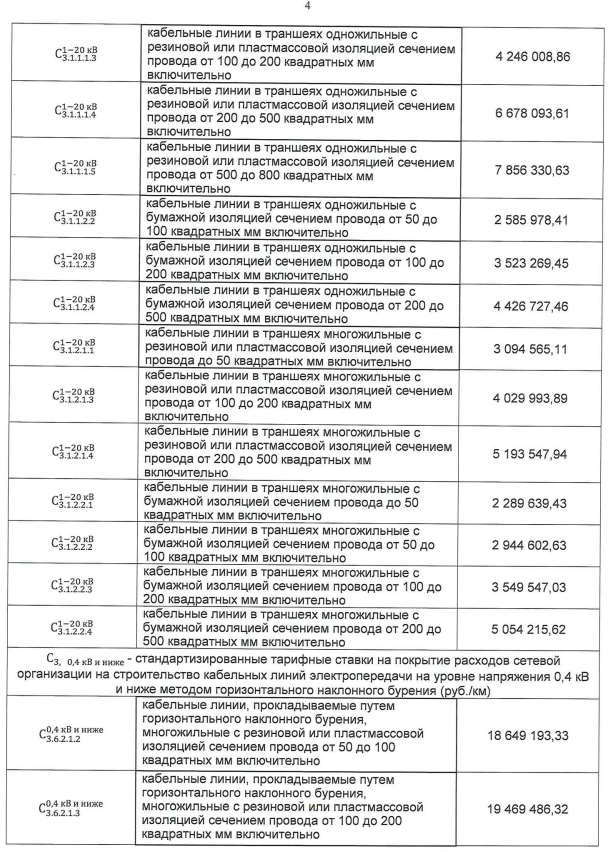 4
C 1−20 кВ 3.1.1.1.3
кабельные линии в траншеях одножильные с
резиновой или пластмассовой изоляцией сечением
провода от 100 до 200 квадратных мм
включительно
4 246 008,86
C 1−20 кВ 3.1.1.1.4
кабельные линии в траншеях одножильные с
резиновой или пластмассовой изоляцией сечением
провода от 200 до 500 квадратных мм
включительно
6 678 093,61
C 1−20 кВ 3.1.1.1.5
кабельные линии в траншеях одножильные с
резиновой или пластмассовой изоляцией сечением
провода от 500 до 800 квадратных мм
включительно
7 856 330,63
C 1−20 кВ 3.1.1.2.2
кабельные линии в траншеях одножильные с
бумажной изоляцией сечением провода от 50 до
100 квадратных мм включительно
2 585 978,41
C 1−20 кВ 3.1.1.2.3
кабельные линии в траншеях одножильные с
бумажной изоляцией сечением провода от 100 до
200 квадратных мм включительно
3 523 269,45
C 1−20 кВ 3.1.1.2.4
кабельные линии в траншеях одножильные с
бумажной изоляцией сечением провода от 200 до
500 квадратных мм включительно
4 426 727,46
C 1−20 кВ 3.1.2.1.1
кабельные линии в траншеях многожильные с
резиновой или пластмассовой изоляцией сечением
провода до 50 квадратных мм включительно
3 094 565,11
C 1−20 кВ 3.1.2.1.3
кабельные линии в траншеях многожильные с
резиновой или пластмассовой изоляцией сечением
провода от 100 до 200 квадратных мм
включительно
4 029 993,89
C 1−20 кВ 3.1.2.1.4
кабельные линии в траншеях многожильные с
резиновой или пластмассовой изоляцией сечением
провода от 200 до 500 квадратных мм
включительно
5 193 547,94
C 1−20 кВ 3.1.2.2.1
кабельные линии в траншеях многожильные с
бумажной изоляцией сечением провода до 50
квадратных мм включительно
2 289 639,43
C 1−20 кВ 3.1.2.2.2
кабельные линии в траншеях многожильные с
бумажной изоляцией сечением провода от 50 до
100 квадратных мм включительно
2 944 602,63
C 1−20 кВ 3.1.2.2.3
кабельные линии в траншеях многожильные с
бумажной изоляцией сечением провода от 100 до
200 квадратных мм включительно
3 549 547,03
C 1−20 кВ 3.1.2.2.4
кабельные линии в траншеях многожильные с
бумажной изоляцией сечением провода от 200 до
500 квадратных мм включительно
5 054 215,62
C3, 0,4 кВ и ниже - стандартизированные тарифные ставки на покрытие расходов сетевой
организации на строительство кабельных линий электропередачи на уровне напряжения 0,4 кВ
и ниже методом горизонтального наклонного бурения (руб./км)
C 0,4 кВ и ниже 3.6.2.1.2
кабельные линии, прокладываемые путем
горизонтального наклонного бурения,
многожильные с резиновой или пластмассовой
изоляцией сечением провода от 50 до 100
квадратных мм включительно
18 649 193,33
C 0,4 кВ и ниже 3.6.2.1.3
кабельные линии, прокладываемые путем
горизонтального наклонного бурения,
многожильные с резиновой или пластмассовой
изоляцией сечением провода от 100 до 200
квадратных мм включительно
19 469 486,32